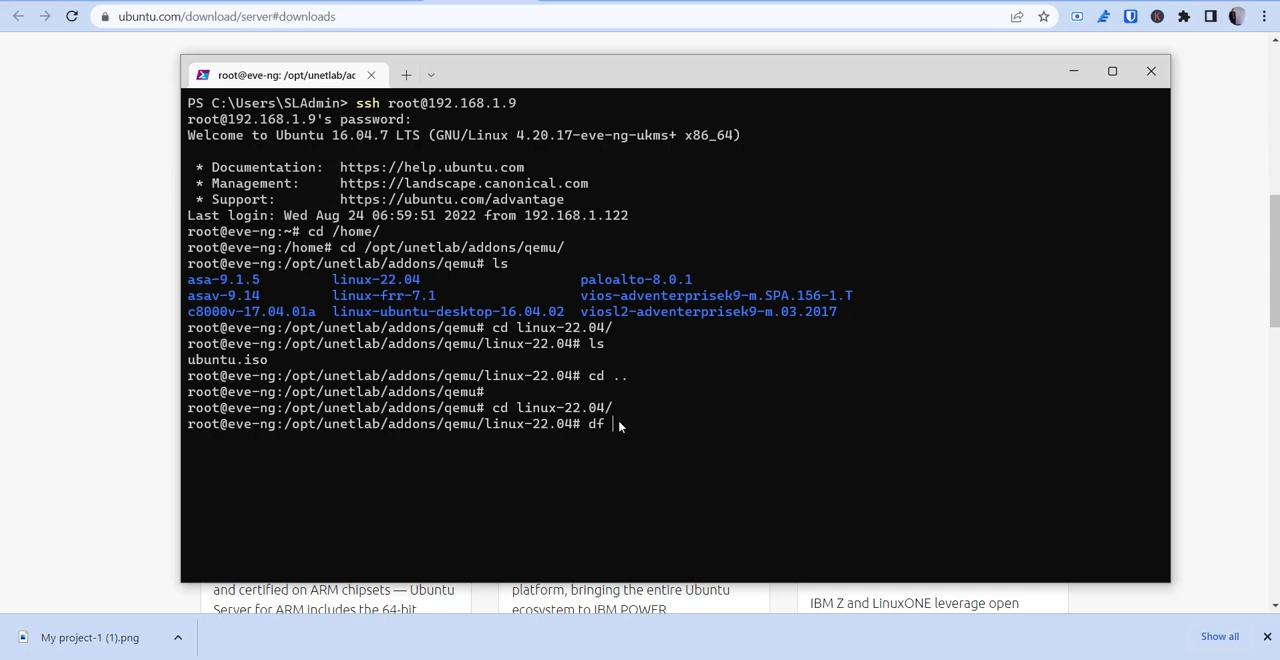 ubuntu.com/download/server#downloads
root@eve-ng: /opt/unetlab/ac
PS C:\Users\SLAdmin> ssh root@192.168.1.9
root@192.168.1.9's password:
Welcome to Ubuntu 16.04.7 LTS (GNU/Linux 4.20.17-eve-ng-ukms+ x86_64)
* Documentation:  https://help.ubuntu.com
* Management:     https://landscape.canonical.com
* Support:        https://ubuntu.com/advantage
Last login: Wed Aug 24 06:59:51 2022 from 192.168.1.122
root@eve-ng:~# cd /home/
root@eve-ng:/home# cd /opt/unetlab/addons/qemu/
root@eve-ng:/opt/unetlab/addons/qemu# ls
asa-9.1.5         linux-22.04                    paloalto-8.0.1
asav-9.14         linux-frr-7.1                  vios-adventerprisek9-m.SPA.156-1.T
c8000v-17.04.01a  linux-ubuntu-desktop-16.04.02  viosl2-adventerprisek9-m.03.2017
root@eve-ng:/opt/unetlab/addons/qemu# cd linux-22.04/
root@eve-ng:/opt/unetlab/addons/qemu/linux-22.04# ls
ubuntu.iso
root@eve-ng:/opt/unetlab/addons/qemu/linux-22.04# cd ..
root@eve-ng:/opt/unetlab/addons/qemu#
root@eve-ng:/opt/unetlab/addons/qemu# cd linux-22.04/
root@eve-ng:/opt/unetlab/addons/qemu/linux-22.04# df
and certified on ARM chipsets — Ubuntu
Server for ARM includes the 64-bit
platform, bringing the entire Ubuntu
ecosystem to IBM POWER
IBM Z and LinuxONE leverage open
My project-1 (1).png
Show all